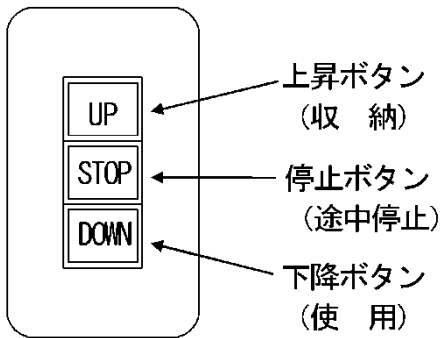 UP
上昇ボタン
(収　納)
STOP
停止ボタン
(途中停止)
DOWN
下降ボタン
(使　用)